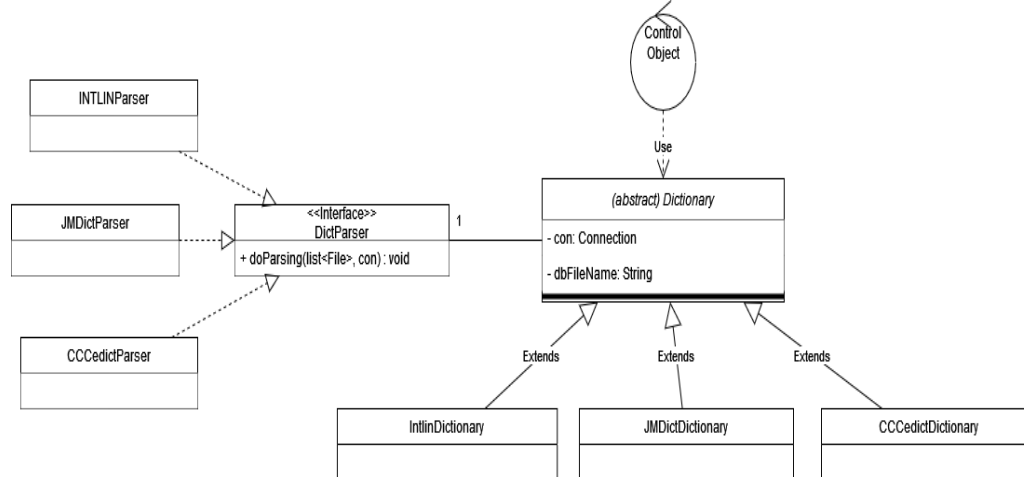 Control
Object
INTLINParser
Use
(abstract) Dictionary
JMDictParser
<<Interface>>
DictParser
1
+ doParsing(list<File>, con) : void
- con: Connection
- dbFileName: String
CCCedictParser
Extends
Extends
Extends
IntlinDictionary
JMDictDictionary
CCCedictDictionary